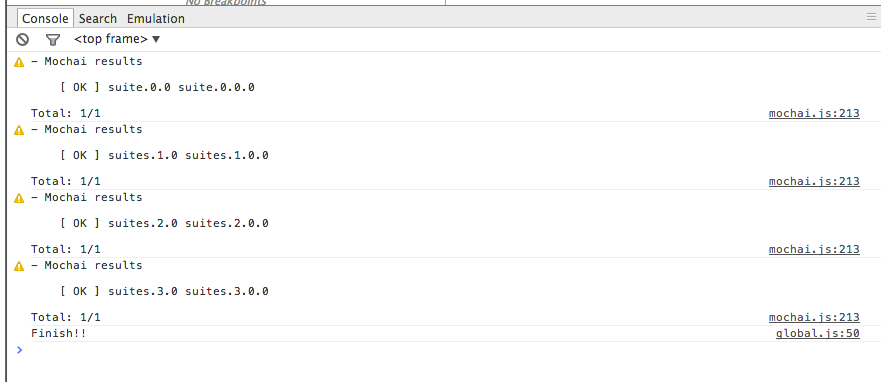 No Breakpoints
Console Search Emulation
<top frame> ▼
- Mochai results
[ OK ] suite.0.0 suite.0.0.0
Total: 1/1 mochai.js:213
- Mochai results
[ OK ] suites.1.0 suites.1.0.0
Total: 1/1 mochai.js:213
- Mochai results
[ OK ] suites.2.0 suites.2.0.0
Total: 1/1 mochai.js:213
- Mochai results
[ OK ] suites.3.0 suites.3.0.0
Total: 1/1 mochai.js:213
Finish!! global.js:50
>